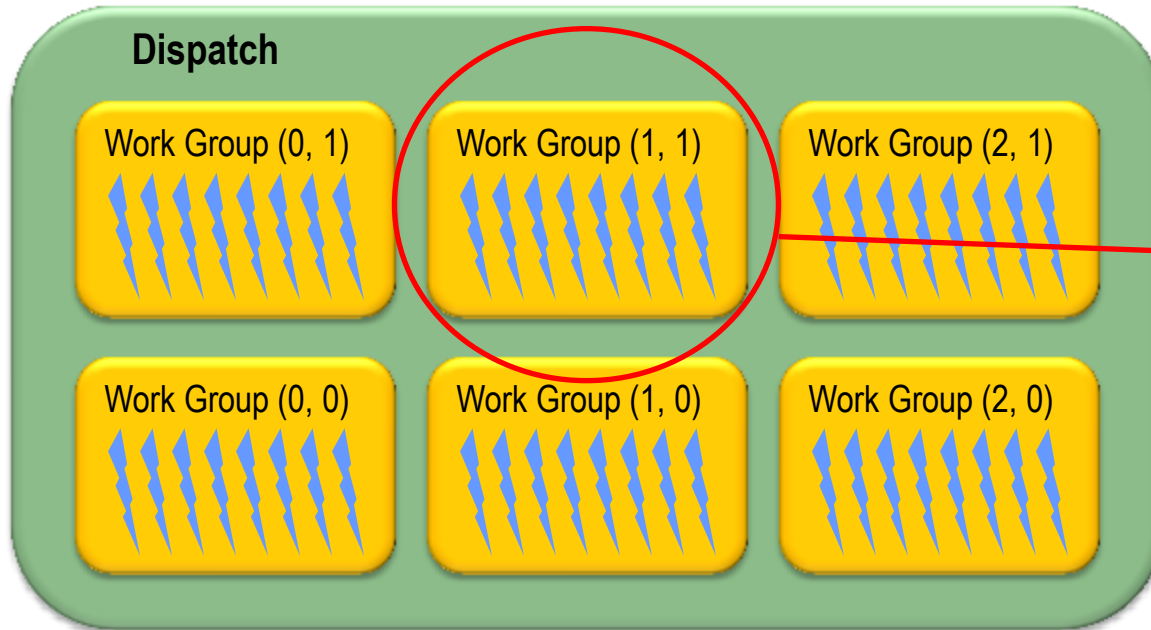 Dispatch
Work Group (0, 1)
Work Group (1, 1)
Work Group (2, 1)
Work Group (0, 0)
Work Group (1, 0)
Work Group (2, 0)